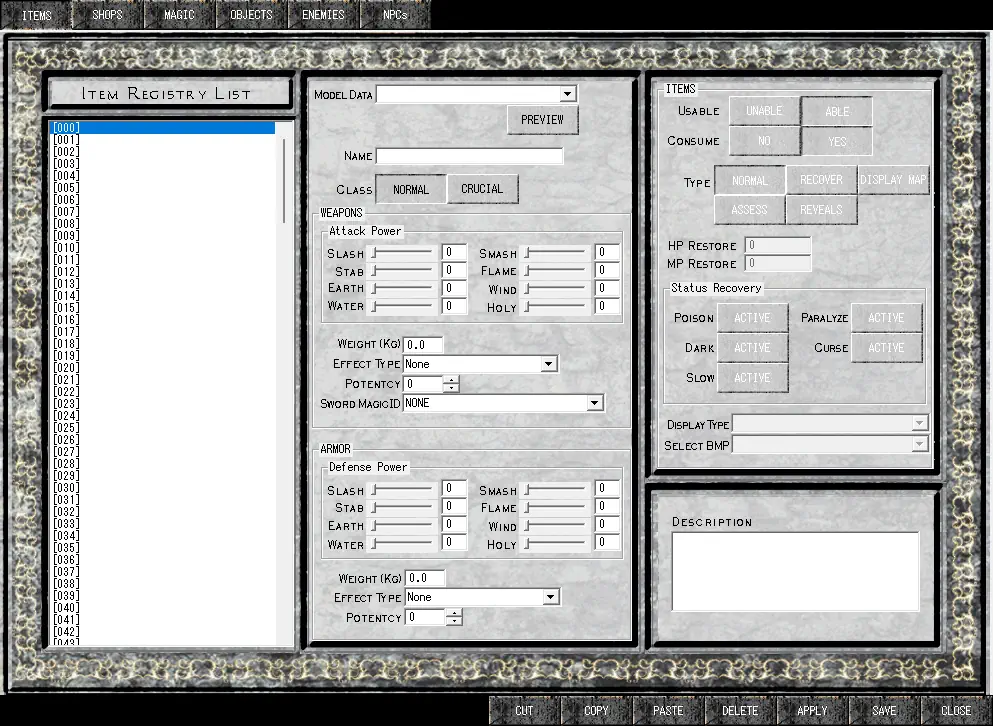 ITEMS SHOPS MAGIC OBJECTS ENEMIES NPCs
Item Registry List
[000]
[001]
[002]
[003]
[004]
[005]
[006]
[007]
[008]
[009]
[010]
[011]
[012]
[013]
[014]
[015]
[016]
[017]
[018]
[019]
[020]
[021]
[022]
[023]
[024]
[025]
[026]
[027]
[028]
[029]
[030]
[031]
[032]
[033]
[034]
[035]
[036]
[037]
[038]
[039]
[040]
[041]
[042]
[043]
Model Data
PREVIEW
Name
Class NORMAL CRUCIAL
WEAPONS
Attack Power
Slash 0 Smash 0
Stab 0 Flame 0
Earth 0 Wind 0
Water 0 Holy 0
Weight (Kg) 0.0
Effect Type None
Potentcy 0
Sword Magic ID NONE
ARMOR
Defense Power
Slash 0 Smash 0
Stab 0 Flame 0
Earth 0 Wind 0
Water 0 Holy 0
Weight (Kg) 0.0
Effect Type None
Potentcy 0
ITEMS
Usable UNABLE ABLE
Consume NO YES
Type NORMAL RECOVER DISPLAY MAP
ASSESS REVEALS
HP Restore 0
MP Restore 0
Status Recovery
Poison ACTIVE Paralyze ACTIVE
Dark ACTIVE Curse ACTIVE
Slow ACTIVE
Display Type
Select BMP
Description
CUT COPY PASTE DELETE APPLY SAVE CLOSE